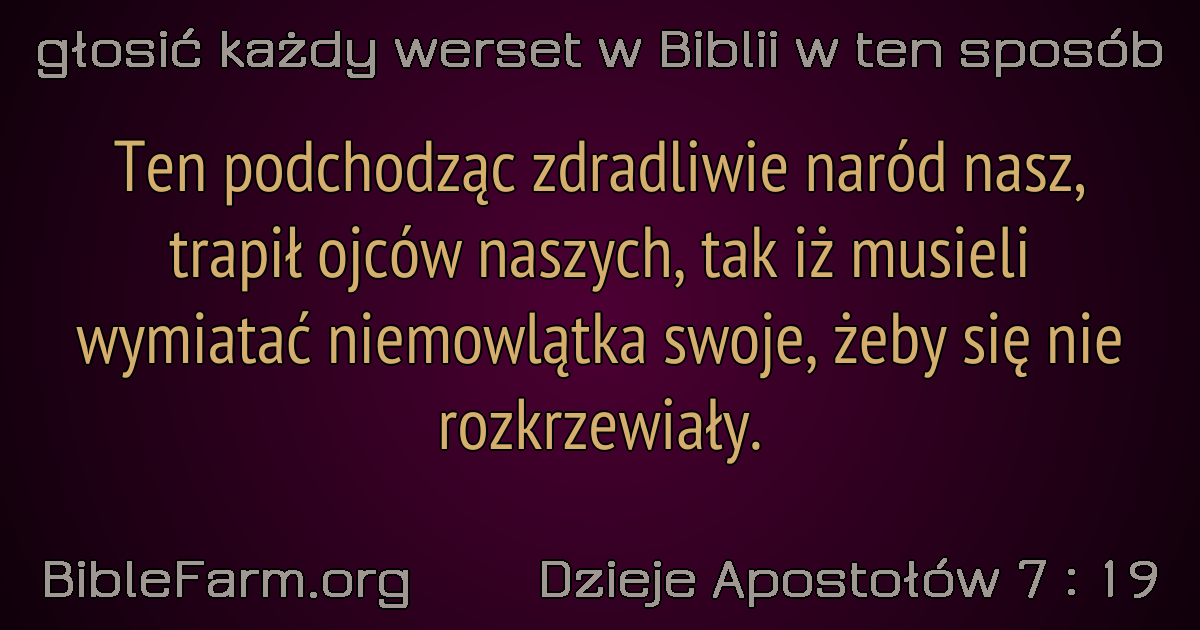 głosić każdy werset w Biblii w ten sposób
Ten podchodząc zdradliwie naród nasz,
trapił ojców naszych, tak iż musieli
wymiatać niemowlątka swoje, żeby się nie
rozkrzewiały.
BibleFarm.org
Dzieje Apostołów 7 : 19